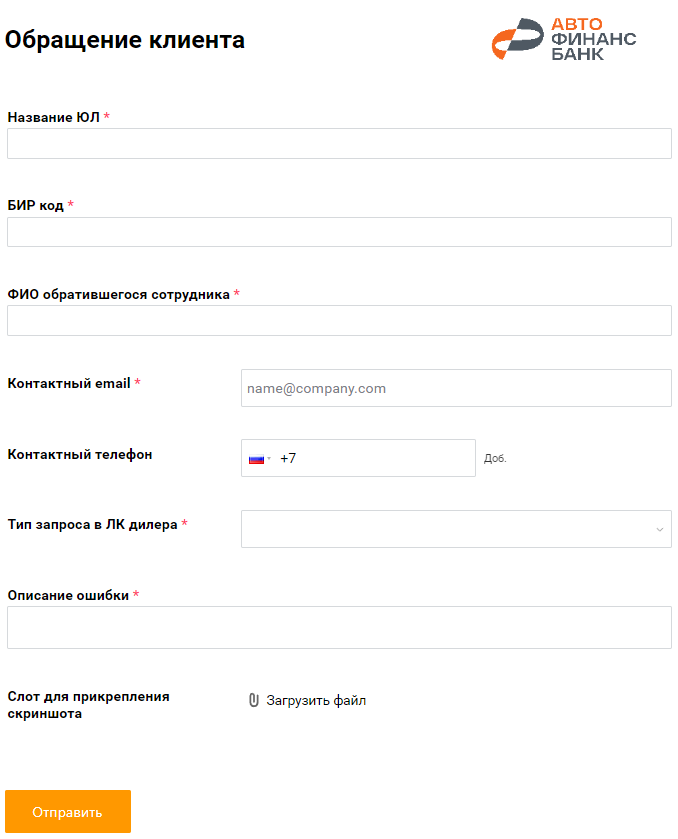 Обращение клиента
АВТО
ФИНАНС
БАНК
Название ЮЛ *
БИР код *
ФИО обратившегося сотрудника *
Контактный email *
name@company.com
Контактный телефон
+7
Доб.
Тип запроса в ЛК дилера *
Описание ошибки *
Слот для прикрепления
скриншота
Загрузить файл
Отправить